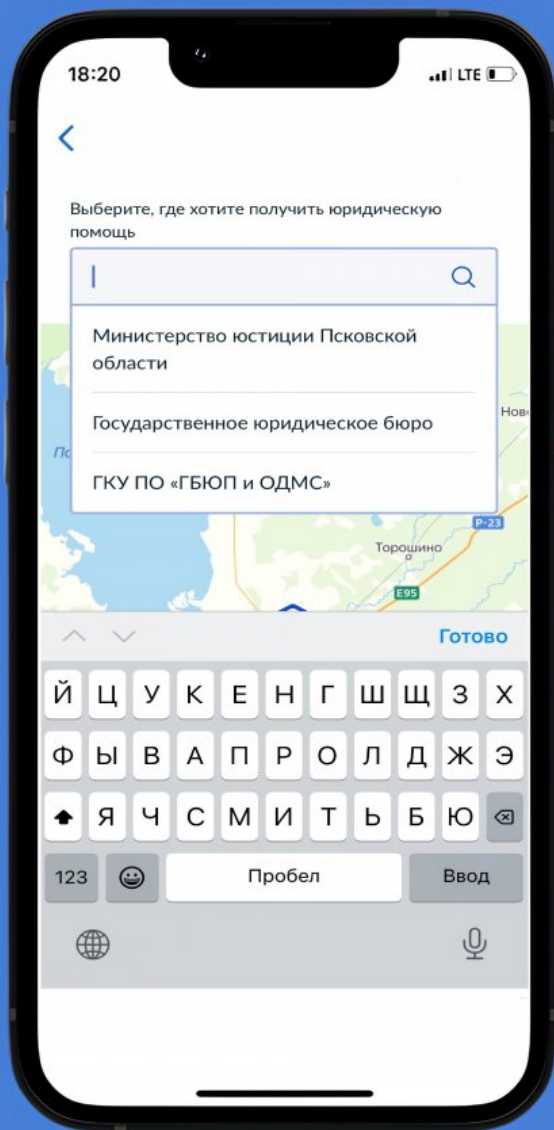 18:20
LTE
Выберите, где хотите получить юридическую
помощь
Министерство юстиции Псковской
области
Государственное юридическое бюро
ГКУ ПО «ГБЮП и ОДМС»
Нов
По
Р-23
Торошино
E95
Готово
Й Ц У К Е Н Г Ш Щ З Х
Ф Ы В А П Р О Л Д Ж Э
Я Ч С М И Т Ь Б Ю
123 Пробел Ввод